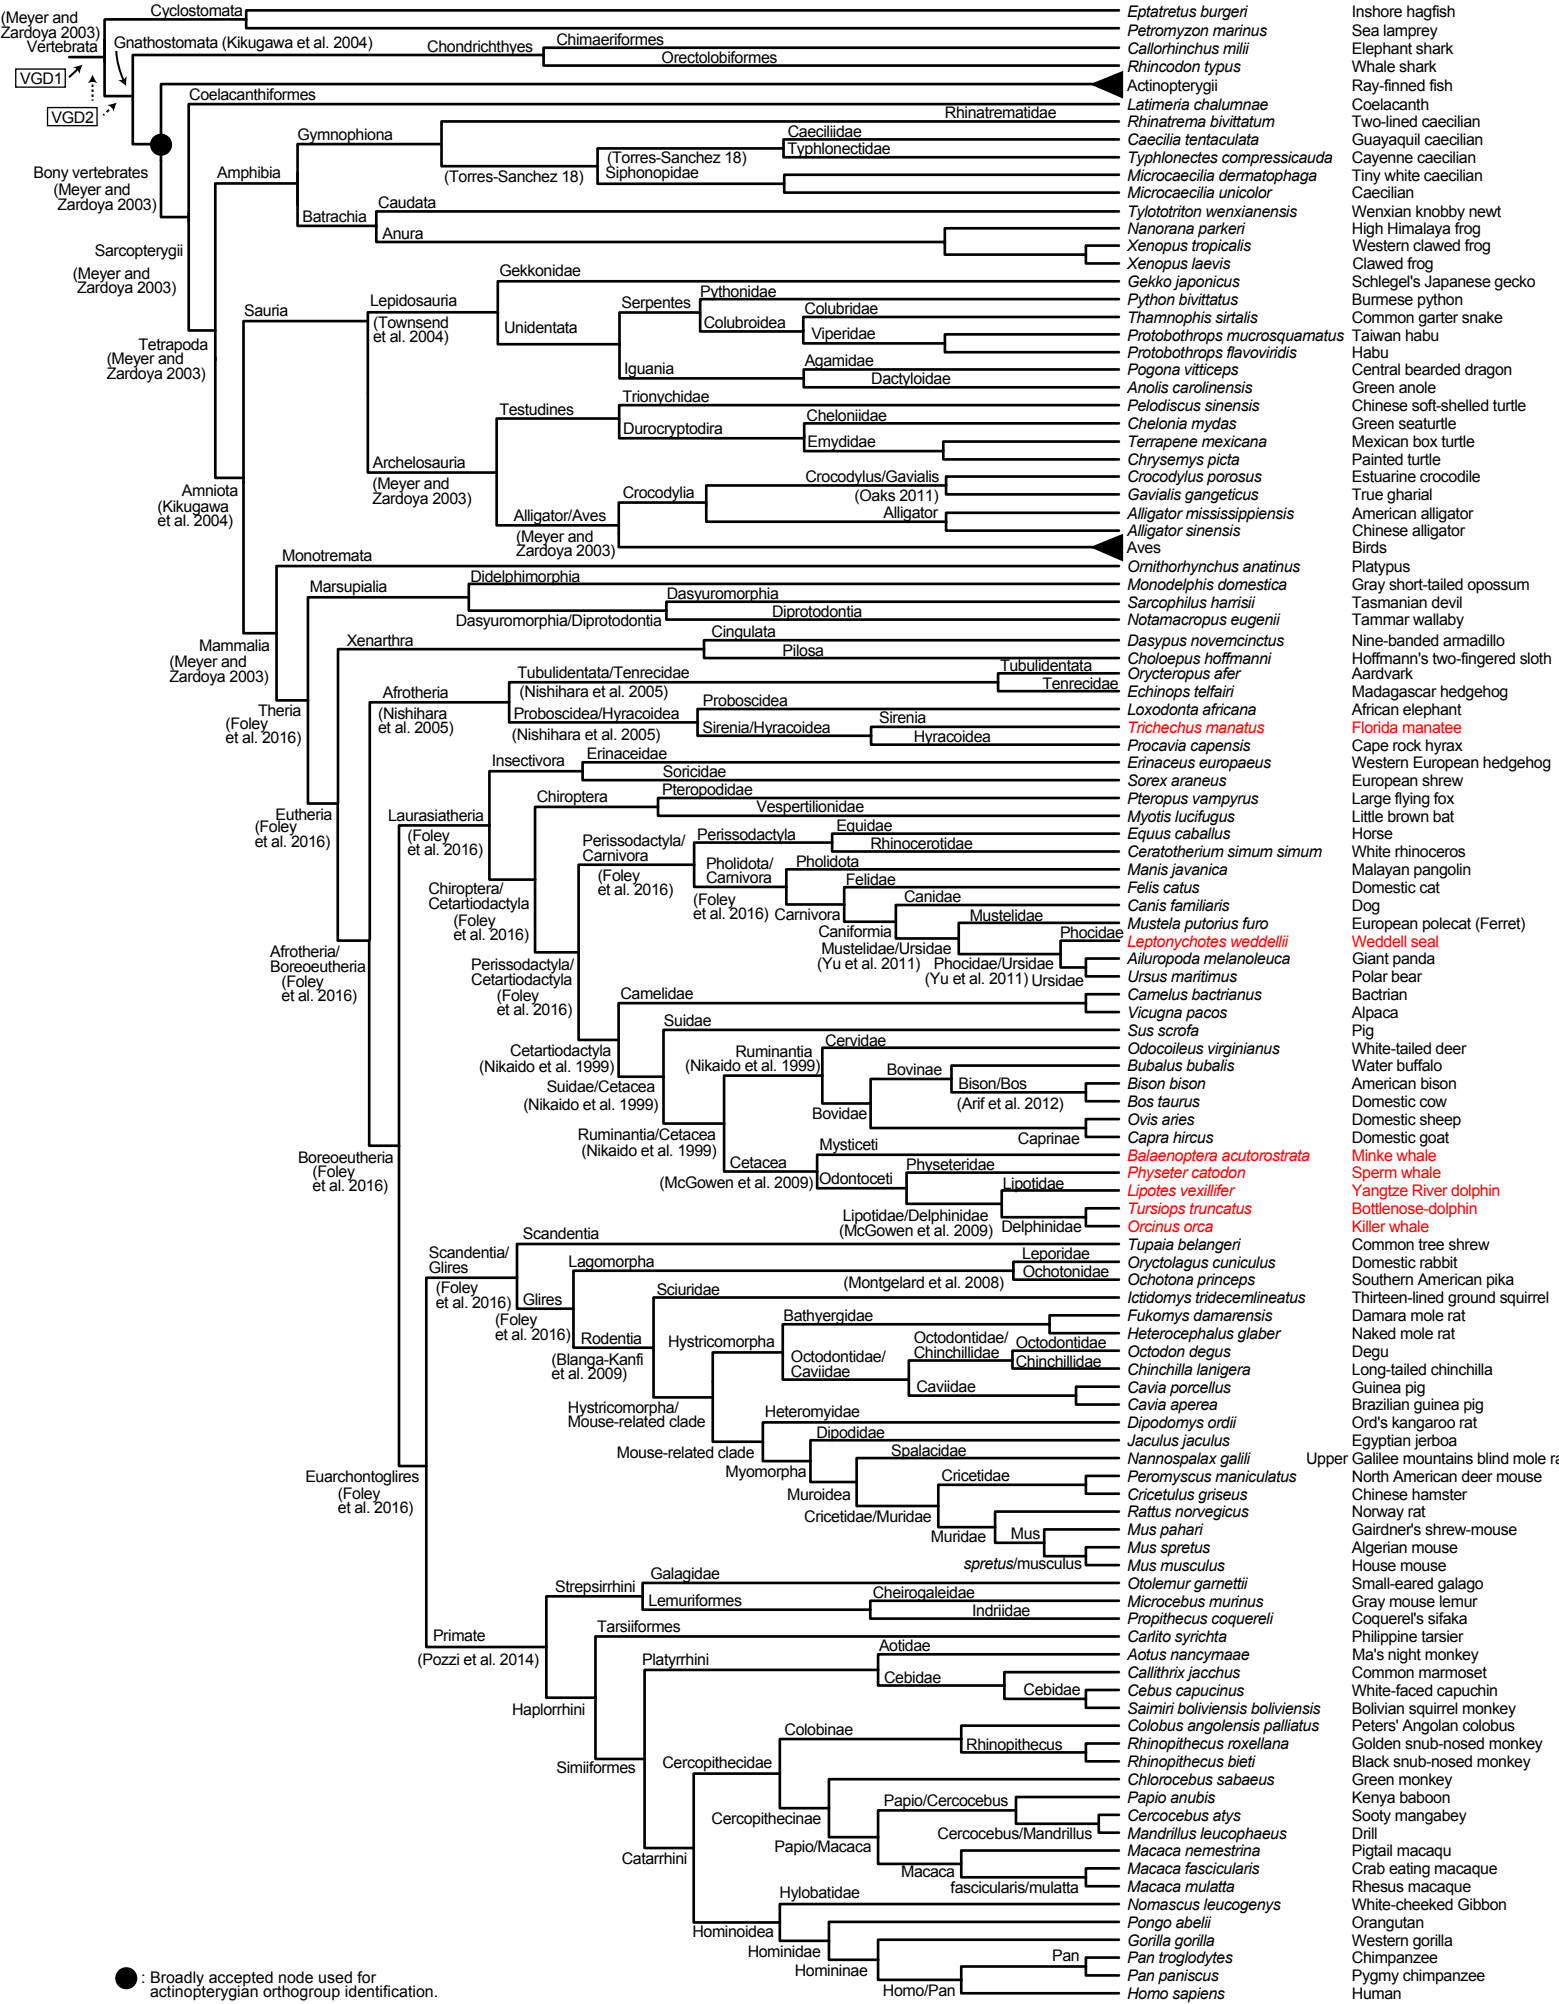 (Meyer and
Zardoya 2003)
Vertebrata
VGD1
VGD2
Cyclostomata
Gnathostomata (Kikugawa et al. 2004)
Chondrichthyes
Chimaeriformes
Orectolobiformes
Bony vertebrates
(Meyer and
Zardoya 2003)
Coelacanthiformes
Sarcopterygii
(Meyer and
Zardoya 2003)
Amphibia
Gymnophiona
Rhinatrematidae
(Torres-Sanchez 18)
Caeciliidae
(Torres-Sanchez 18)
Typhlonectidae
Siphonopidae
Batrachia
Caudata
Anura
Tetrapoda
(Meyer and
Zardoya 2003)
Sauria
Lepidosauria
(Townsend
et al. 2004)
Gekkonidae
Unidentata
Serpentes
Pythonidae
Colubroidea
Colubridae
Viperidae
Iguania
Agamidae
Dactyloidae
Archelosauria
(Meyer and
Zardoya 2003)
Testudines
Trionychidae
Durocryptodira
Cheloniidae
Emydidae
Alligator/Aves
(Meyer and
Zardoya 2003)
Crocodylia
Crocodylus/Gavialis
(Oaks 2011)
Alligator
Amniota
(Kikugawa
et al. 2004)
Monotremata
Marsupialia
Didelphimorphia
Dasyuromorphia
Dasyuromorphia/Diprotodontia
Diprotodontia
Mammalia
(Meyer and
Zardoya 2003)
Xenarthra
Cingulata
Pilosa
Theria
(Foley
et al. 2016)
Afrotheria
(Nishihara
et al. 2005)
Tubulidentata/Tenrecidae
(Nishihara et al. 2005)
Tubulidentata
Tenrecidae
Proboscidea/Hyracoidea
(Nishihara et al. 2005)
Proboscidea
Sirenia/Hyracoidea
Sirenia
Hyracoidea
Eutheria
(Foley
et al. 2016)
Laurasiatheria
(Foley
et al. 2016)
Insectivora
Erinaceidae
Soricidae
Chiroptera
Pteropodidae
Vespertilionidae
Chiroptera/
Cetartiodactyla
(Foley
et al. 2016)
Perissodactyla/
Carnivora
(Foley
et al. 2016)
Perissodactyla
Equidae
Rhinocerotidae
Pholidota/
Carnivora
(Foley
et al. 2016)
Pholidota
Carnivora
Felidae
Caniformia
Canidae
Mustelidae/Ursidae
(Yu et al. 2011)
Mustelidae
Phocidae/Ursidae
(Yu et al. 2011)
Phocidae
Ursidae
Afrotheria/
Boreoeutheria
(Foley
et al. 2016)
Perissodactyla/
Cetartiodactyla
(Foley
et al. 2016)
Camelidae
Cetartiodactyla
(Nikaido et al. 1999)
Suidae
Suidae/Cetacea
(Nikaido et al. 1999)
Ruminantia
(Nikaido et al. 1999)
Cervidae
Bovidae
Bovinae
Bison/Bos
(Arif et al. 2012)
Caprinae
Ruminantia/Cetacea
(Nikaido et al. 1999)
Cetacea
(McGowen et al. 2009)
Mysticeti
Odontoceti
Physeteridae
Lipotidae
Lipotidae/Delphinidae
(McGowen et al. 2009)
Delphinidae
Boreoeutheria
(Foley
et al. 2016)
Scandentia/
Glires
(Foley
et al. 2016)
Scandentia
Glires
(Foley
et al. 2016)
Lagomorpha
(Montgelard et al. 2008)
Leporidae
Ochotonidae
Rodentia
(Blanga-Kanfi
et al. 2009)
Sciuridae
Hystricomorpha
Bathyergidae
Octodontidae/
Caviidae
Octodontidae/
Chinchillidae
Octodontidae
Chinchillidae
Caviidae
Hystricomorpha/
Mouse-related clade
Heteromyidae
Mouse-related clade
Dipodidae
Myomorpha
Spalacidae
Muroidea
Cricetidae
Cricetidae/Muridae
Muridae
Mus
spretus/musculus
Euarchontoglires
(Foley
et al. 2016)
Primate
(Pozzi et al. 2014)
Strepsirrhini
Galagidae
Lemuriformes
Cheirogaleidae
Indriidae
Haplorrhini
Tarsiiformes
Simiiformes
Platyrrhini
Aotidae
Cebidae
Cebidae
Catarrhini
Cercopithecidae
Colobinae
Rhinopithecus
Cercopithecinae
Papio/Macaca
Papio/Cercocebus
Cercocebus/Mandrillus
Macaca
fascicularis/mulatta
Hominoidea
Hylobatidae
Hominidae
Homininae
Homo/Pan
Pan
Eptatretus burgeri Inshore hagfish
Petromyzon marinus Sea lamprey
Callorhinchus milii Elephant shark
Rhincodon typus Whale shark
Actinopterygii Ray-finned fish
Latimeria chalumnae Coelacanth
Rhinatrema bivittatum Two-lined caecilian
Caecilia tentaculata Guayaquil caecilian
Typhlonectes compressicauda Cayenne caecilian
Microcaecilia dermatophaga Tiny white caecilian
Microcaecilia unicolor Caecilian
Tylototriton wenxianensis Wenxian knobby newt
Nanorana parkeri High Himalaya frog
Xenopus tropicalis Western clawed frog
Xenopus laevis Clawed frog
Gekko japonicus Schlegel's Japanese gecko
Python bivittatus Burmese python
Thamnophis sirtalis Common garter snake
Protobothrops mucrosquamatus Taiwan habu
Protobothrops flavoviridis Habu
Pogona vitticeps Central bearded dragon
Anolis carolinensis Green anole
Pelodiscus sinensis Chinese soft-shelled turtle
Chelonia mydas Green seaturtle
Terrapene mexicana Mexican box turtle
Chrysemys picta Painted turtle
Crocodylus porosus Estuarine crocodile
Gavialis gangeticus True gharial
Alligator mississippiensis American alligator
Alligator sinensis Chinese alligator
Aves Birds
Ornithorhynchus anatinus Platypus
Monodelphis domestica Gray short-tailed opossum
Sarcophilus harrisii Tasmanian devil
Notamacropus eugenii Tammar wallaby
Dasypus novemcinctus Nine-banded armadillo
Choloepus hoffmanni Hoffmann's two-fingered sloth
Orycteropus afer Aardvark
Echinops telfairi Madagascar hedgehog
Loxodonta africana African elephant
Trichechus manatus Florida manatee
Procavia capensis Cape rock hyrax
Erinaceus europaeus Western European hedgehog
Sorex araneus European shrew
Pteropus vampyrus Large flying fox
Myotis lucifugus Little brown bat
Equus caballus Horse
Ceratotherium simum simum White rhinoceros
Manis javanica Malayan pangolin
Felis catus Domestic cat
Canis familiaris Dog
Mustela putorius furo European polecat (Ferret)
Leptonychotes weddellii Weddell seal
Ailuropoda melanoleuca Giant panda
Ursus maritimus Polar bear
Camelus bactrianus Bactrian
Vicugna pacos Alpaca
Sus scrofa Pig
Odocoileus virginianus White-tailed deer
Bubalus bubalis Water buffalo
Bison bison American bison
Bos taurus Domestic cow
Ovis aries Domestic sheep
Capra hircus Domestic goat
Balaenoptera acutorostrata Minke whale
Physeter catodon Sperm whale
Lipotes vexillifer Yangtze River dolphin
Tursiops truncatus Bottlenose-dolphin
Orcinus orca Killer whale
Tupaia belangeri Common tree shrew
Oryctolagus cuniculus Domestic rabbit
Ochotona princeps Southern American pika
Ictidomys tridecemlineatus Thirteen-lined ground squirrel
Fukomys damarensis Damara mole rat
Heterocephalus glaber Naked mole rat
Octodon degus Degu
Chinchilla lanigera Long-tailed chinchilla
Cavia porcellus Guinea pig
Cavia aperea Brazilian guinea pig
Dipodomys ordii Ord's kangaroo rat
Jaculus jaculus Egyptian jerboa
Nannospalax galili Upper Galilee mountains blind mole ra
Peromyscus maniculatus North American deer mouse
Cricetulus griseus Chinese hamster
Rattus norvegicus Norway rat
Mus pahari Gairdner's shrew-mouse
Mus spretus Algerian mouse
Mus musculus House mouse
Otolemur garnettii Small-eared galago
Microcebus murinus Gray mouse lemur
Propithecus coquereli Coquerel's sifaka
Carlito syrichta Philippine tarsier
Aotus nancymaae Ma's night monkey
Callithrix jacchus Common marmoset
Cebus capucinus White-faced capuchin
Saimiri boliviensis boliviensis Bolivian squirrel monkey
Colobus angolensis palliatus Peters' Angolan colobus
Rhinopithecus roxellana Golden snub-nosed monkey
Rhinopithecus bieti Black snub-nosed monkey
Chlorocebus sabaeus Green monkey
Papio anubis Kenya baboon
Cercocebus atys Sooty mangabey
Mandrillus leucophaeus Drill
Macaca nemestrina Pigtail macaqu
Macaca fascicularis Crab eating macaque
Macaca mulatta Rhesus macaque
Nomascus leucogenys White-cheeked Gibbon
Pongo abelii Orangutan
Gorilla gorilla Western gorilla
Pan troglodytes Chimpanzee
Pan paniscus Pygmy chimpanzee
Homo sapiens Human
: Broadly accepted node used for
actinopterygian orthogroup identification.